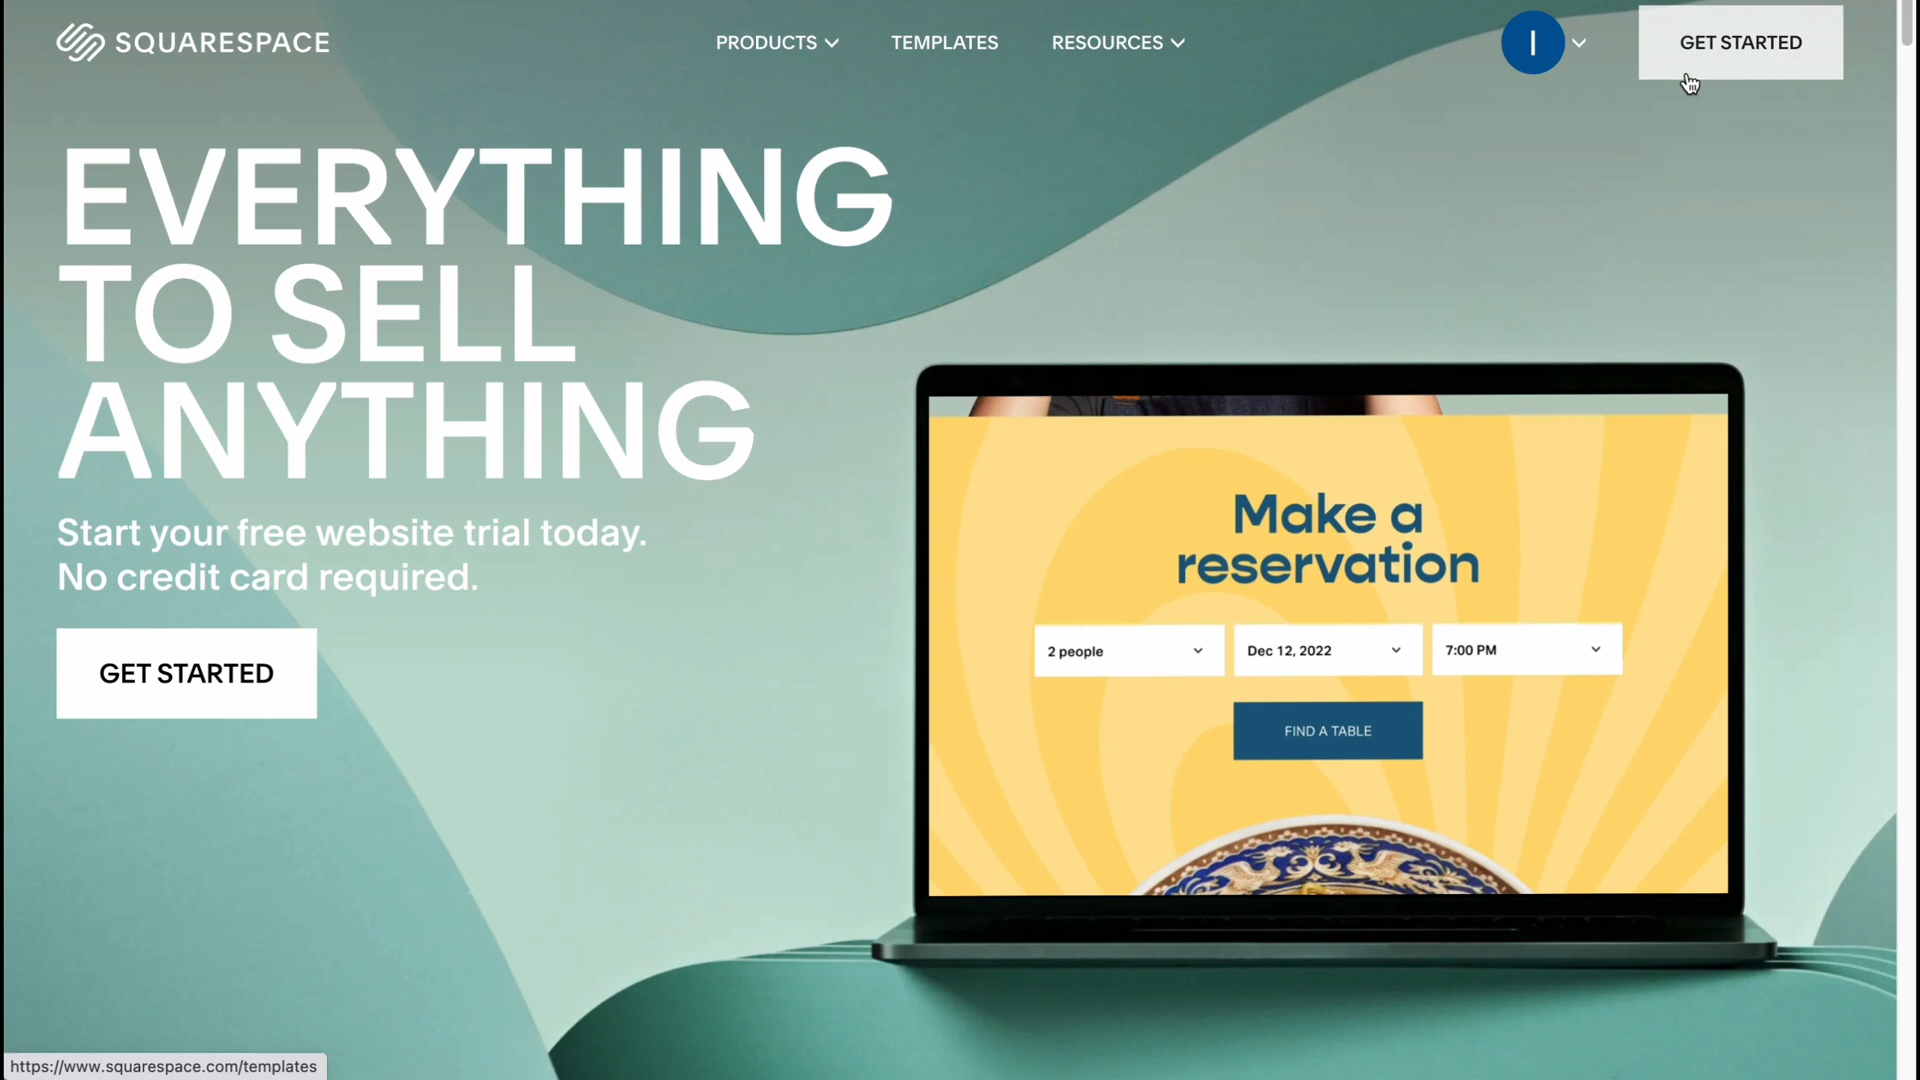 SQUARESPACE
PRODUCTS
TEMPLATES
RESOURCES
I
GET STARTED
EVERYTHING
TO SELL
ANYTHING
Start your free website trial today.
No credit card required.
GET STARTED
Make a
reservation
2 people
Dec 12, 2022
7:00 PM
FIND A TABLE
https://www.squarespace.com/templates